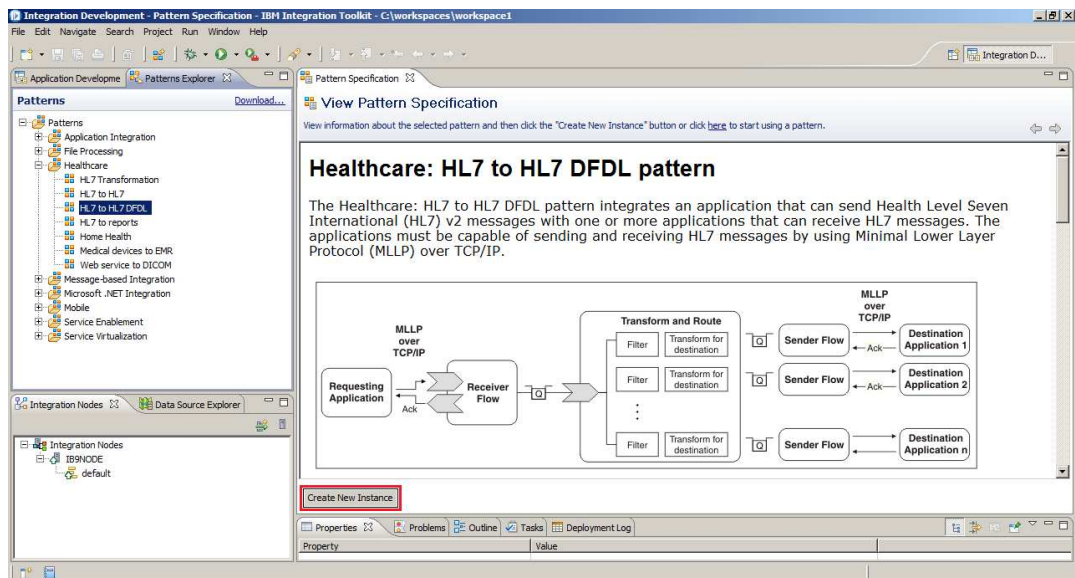 Integration Development - Pattern Specification - IBM Integration Toolkit - C:\workspaces\workspace1
File Edit Navigate Search Project Run Window Help
Integration D...
Application Developme
Patterns Explorer
Patterns
Download...
Patterns
Application Integration
File Processing
Healthcare
HL7 Transformation
HL7 to HL7
HL7 to HL7 DFDL
HL7 to reports
Home Health
Medical devices to EMR
Web service to DICOM
Message-based Integration
Microsoft .NET Integration
Mobile
Service Enablement
Service Virtualization
Integration Nodes
Data Source Explorer
Integration Nodes
IB9NODE
default
Pattern Specification
View Pattern Specification
View information about the selected pattern and then click the "Create New Instance" button or click here to start using a pattern.
Healthcare: HL7 to HL7 DFDL pattern
The Healthcare: HL7 to HL7 DFDL pattern integrates an application that can send Health Level Seven
International (HL7) v2 messages with one or more applications that can receive HL7 messages. The
applications must be capable of sending and receiving HL7 messages by using Minimal Lower Layer
Protocol (MLLP) over TCP/IP.
MLLP
over
TCP/IP
Requesting
Application
Ack
Receiver
Flow
Q
Transform and Route
Filter
Transform for
destination
Filter
Transform for
destination
Filter
Transform for
destination
MLLP
over
TCP/IP
Q
Sender Flow
Ack
Destination
Application 1
Q
Sender Flow
Ack
Destination
Application 2
Q
Sender Flow
Destination
Application n
Create New Instance
Properties
Problems
Outline
Tasks
Deployment Log
Property
Value